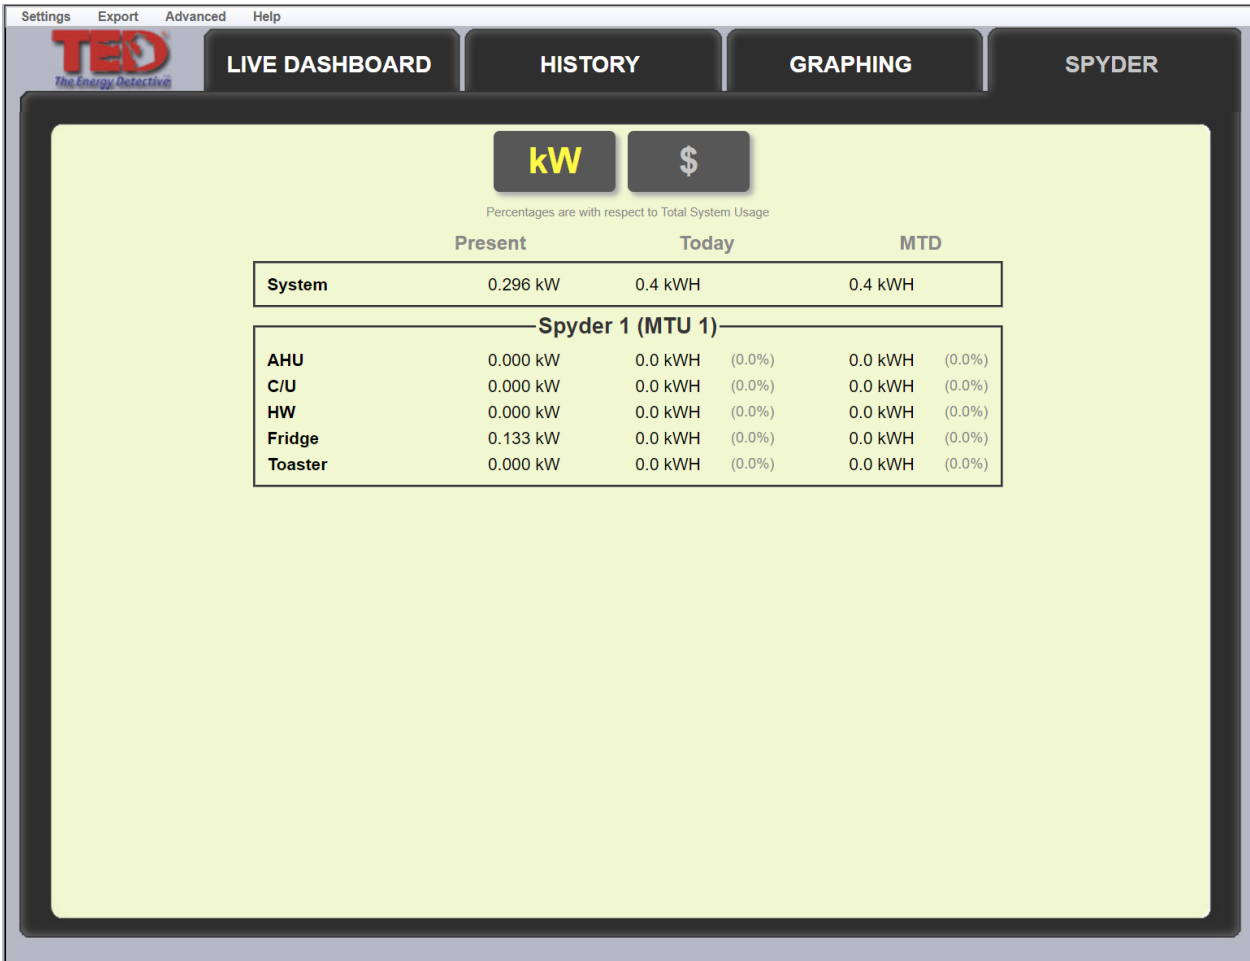 Settings Export Advanced Help
TED
The Energy Detective
LIVE DASHBOARD HISTORY GRAPHING SPYDER
kW $
Percentages are with respect to Total System Usage
Present Today MTD
System 0.296 kW 0.4 kWH 0.4 kWH
Spyder 1 (MTU 1)
AHU 0.000 kW 0.0 kWH (0.0%) 0.0 kWH (0.0%)
C/U 0.000 kW 0.0 kWH (0.0%) 0.0 kWH (0.0%)
HW 0.000 kW 0.0 kWH (0.0%) 0.0 kWH (0.0%)
Fridge 0.133 kW 0.0 kWH (0.0%) 0.0 kWH (0.0%)
Toaster 0.000 kW 0.0 kWH (0.0%) 0.0 kWH (0.0%)